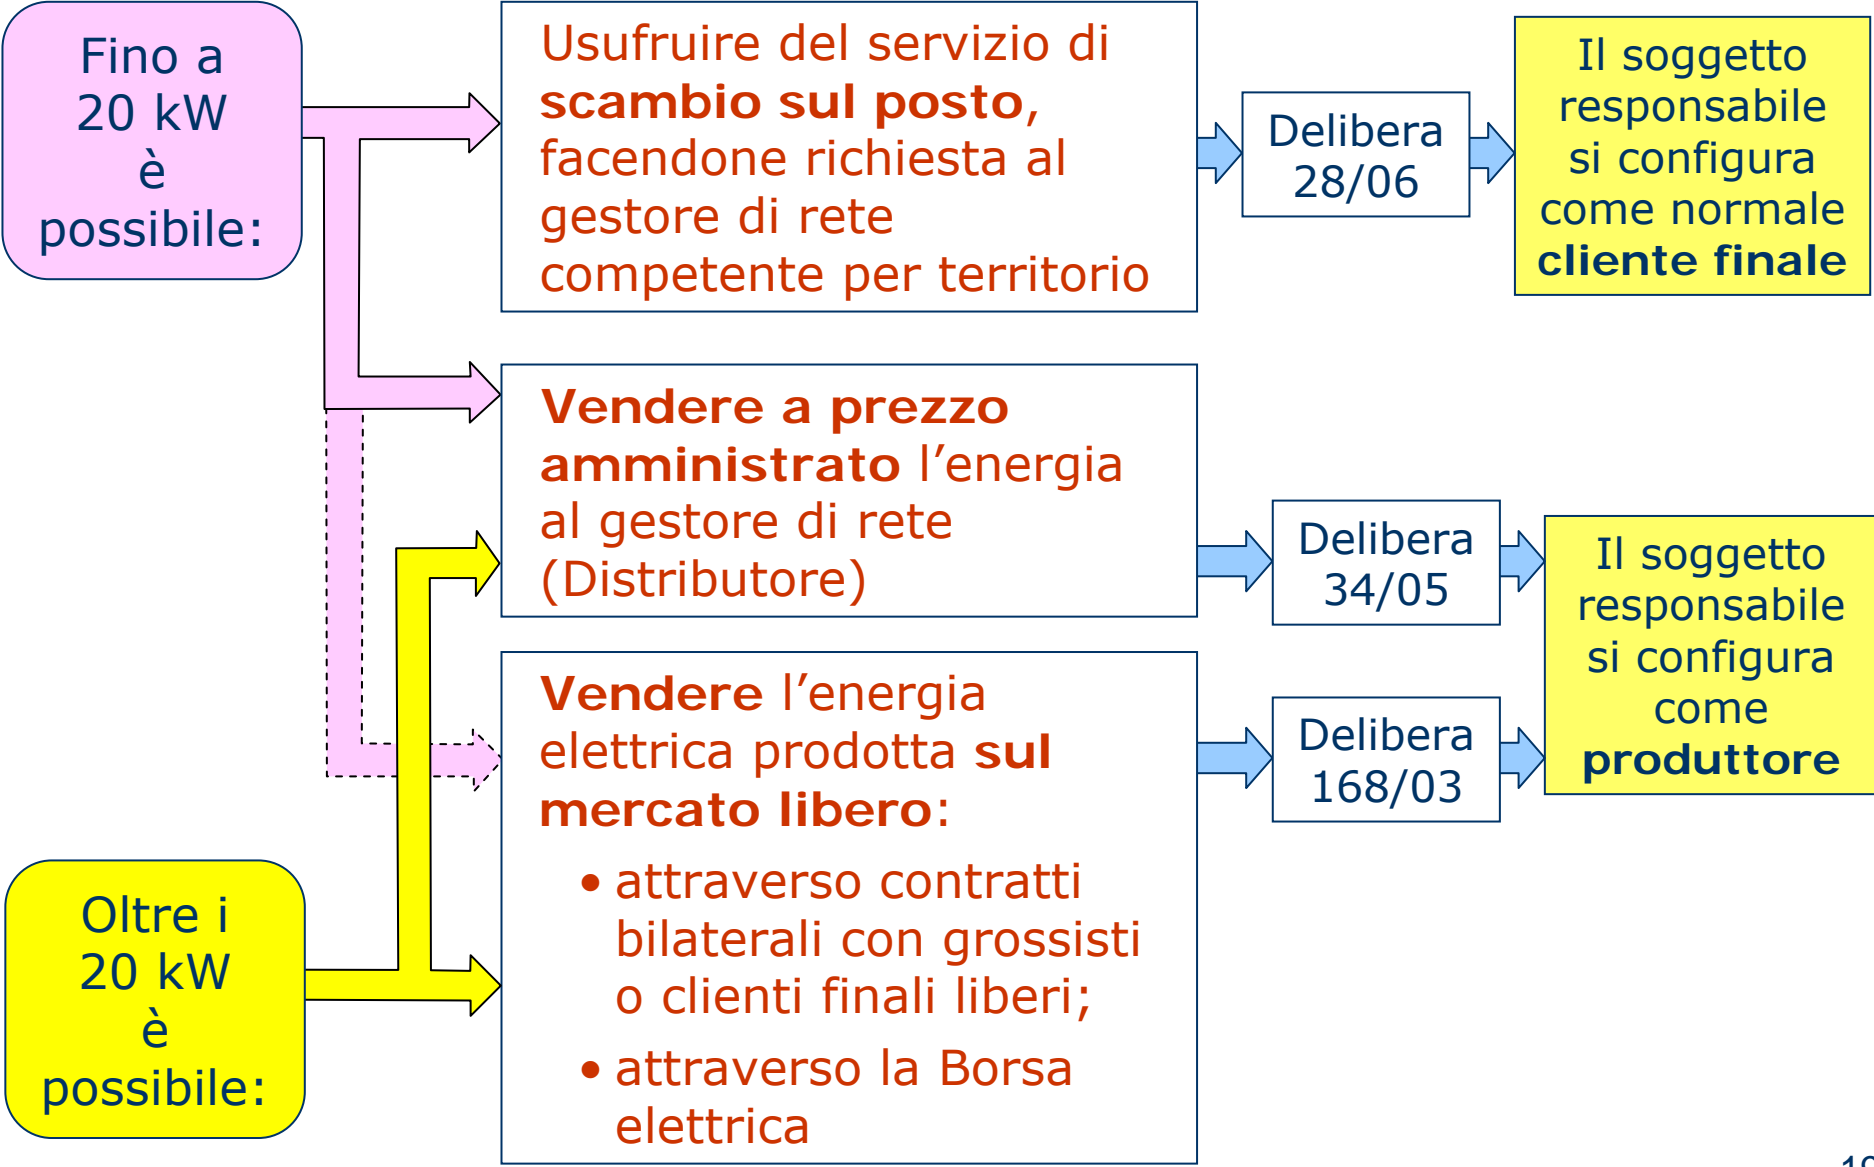 Fino a
20 kW
è
possibile:
Usufruire del servizio di
scambio sul posto,
facendone richiesta al
gestore di rete
competente per territorio
Delibera
28/06
Il soggetto
responsabile
si configura
come normale
cliente finale
Vendere a prezzo
amministrato l’energia
al gestore di rete
(Distributore)
Delibera
34/05
Il soggetto
responsabile
si configura
come
produttore
Vendere l’energia
elettrica prodotta sul
mercato libero:
• attraverso contratti
bilaterali con grossisti
o clienti finali liberi;
• attraverso la Borsa
elettrica
Delibera
168/03
Oltre i
20 kW
è
possibile: